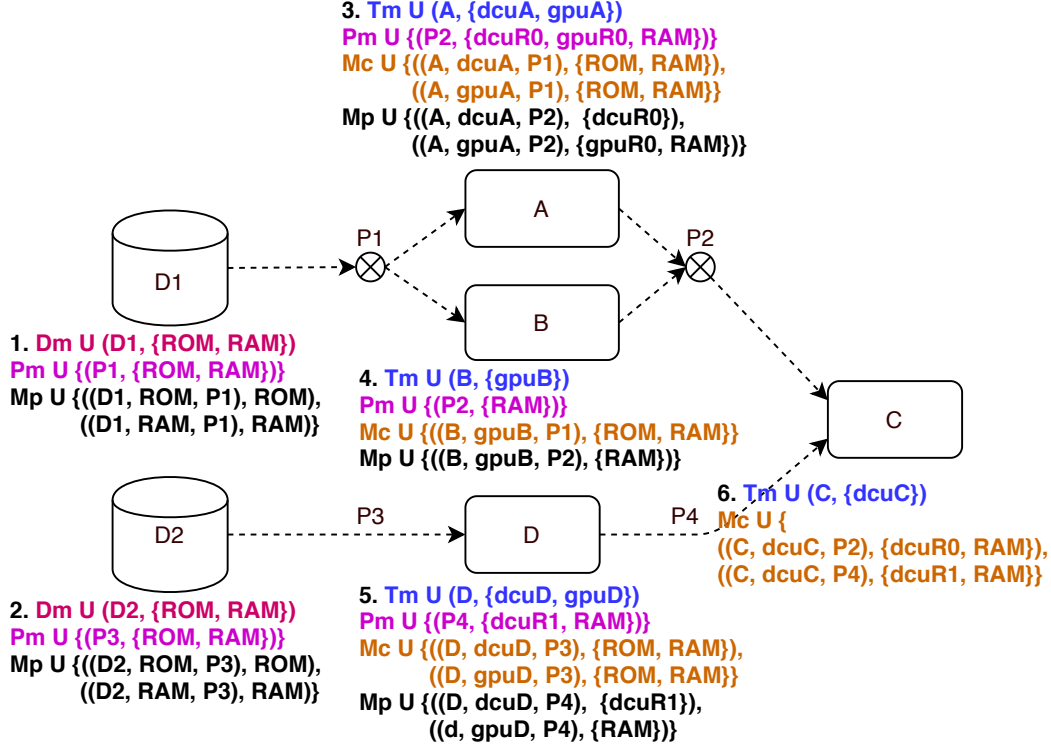 3. Tm U (A, {dcuA, gpuA})
Pm U {(P2, {dcuR0, gpuR0, RAM})}
Mc U {((A, dcuA, P1), {ROM, RAM}),
((A, gpuA, P1), {ROM, RAM}}
Mp U {((A, dcuA, P2),  {dcuR0}),
((A, gpuA, P2), {gpuR0, RAM})}
A
P1
P2
D1
B
1. Dm U (D1, {ROM, RAM})
Pm U {(P1, {ROM, RAM})}
Mp U {((D1, ROM, P1), ROM),
((D1, RAM, P1), RAM)}
4. Tm U (B, {gpuB})
Pm U {(P2, {RAM})}
Mc U {((B, gpuB, P1), {ROM, RAM}}
Mp U {((B, gpuB, P2), {RAM})}
C
D2
P3
D
P4
6. Tm U (C, {dcuC})
Mc U {
((C, dcuC, P2), {dcuR0, RAM}),
((C, dcuC, P4), {dcuR1, RAM}}
2. Dm U (D2, {ROM, RAM})
Pm U {(P3, {ROM, RAM})}
Mp U {((D2, ROM, P3), ROM),
((D2, RAM, P3), RAM)}
5. Tm U (D, {dcuD, gpuD})
Pm U {(P4, {dcuR1, RAM})}
Mc U {((D, dcuD, P3), {ROM, RAM}),
((D, gpuD, P3), {ROM, RAM}}
Mp U {((D, dcuD, P4),  {dcuR1}),
((d, gpuD, P4), {RAM})}